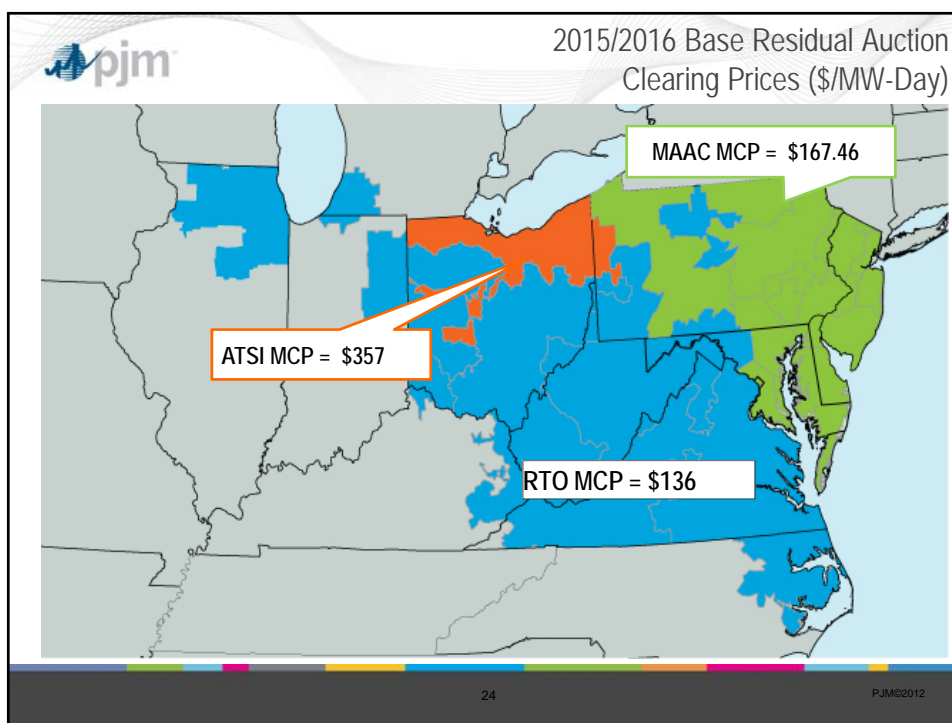 pjm
2015/2016 Base Residual Auction
Clearing Prices ($/MW-Day)
MAAC MCP = $167.46
ATSI MCP = $357
RTO MCP = $136
24
PJM©2012